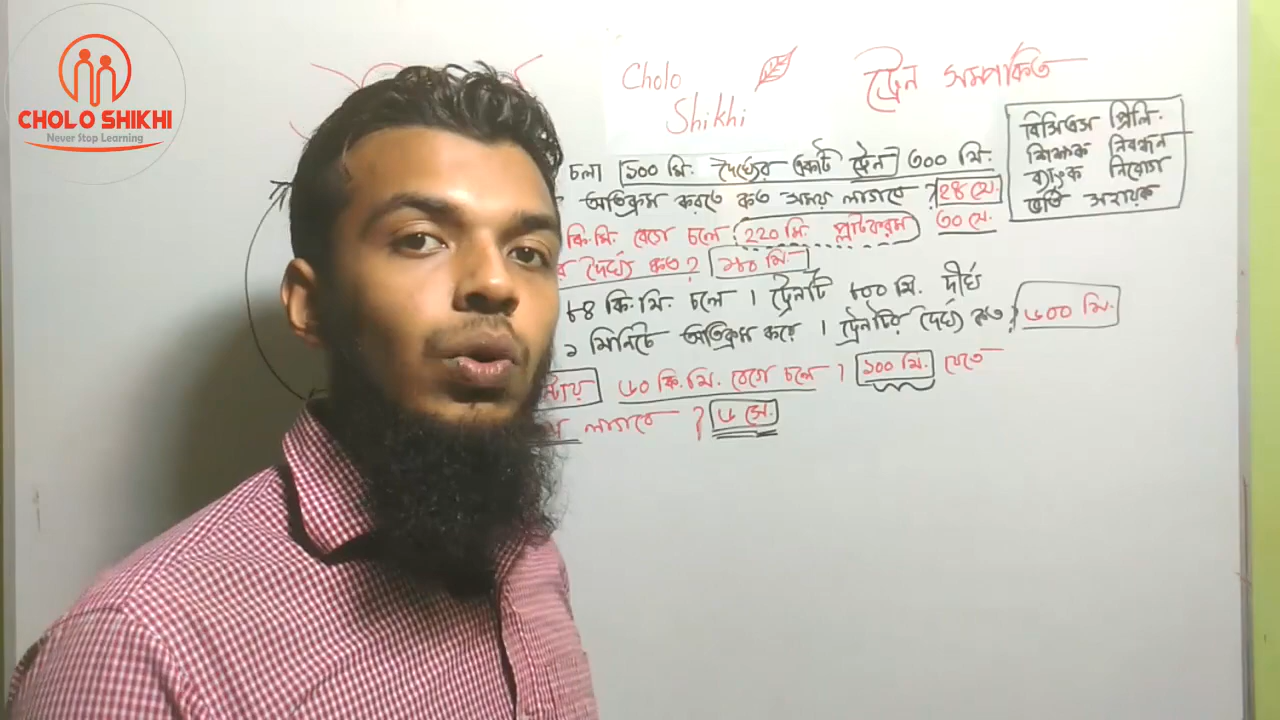 CHOLO SHIKHI
Never Stop Learning
Cholo
Shikhi
ট্রেন সম্পর্কিত
বিসিএস প্রিলি.
শিক্ষক নিবন্ধন
ব্যাংক নিয়োগ
ভর্তি সহায়ক
চলা ১০০ মি. দৈর্ঘ্যের একটি ট্রেন ৩০০ মি.
অতিক্রম করতে কত সময় লাগবে ? ২৪ সে.
কি.মি. বেগে চলে. ২২০ মি. প্লাটফরম ৩০ সে.
র দৈর্ঘ্য কত? ১৮০ মি.
৮৪ কি.মি. চলে । ট্রেনটি ৮০০ মি. দীর্ঘ
১ মিনিটে অতিক্রম করে । ট্রেনটির দৈর্ঘ্য কত ? ৬০০ মি.
৬০ কি.মি. বেগে চলে । ১০০ মি. যেতে
লাগবে ? ৬ সে.